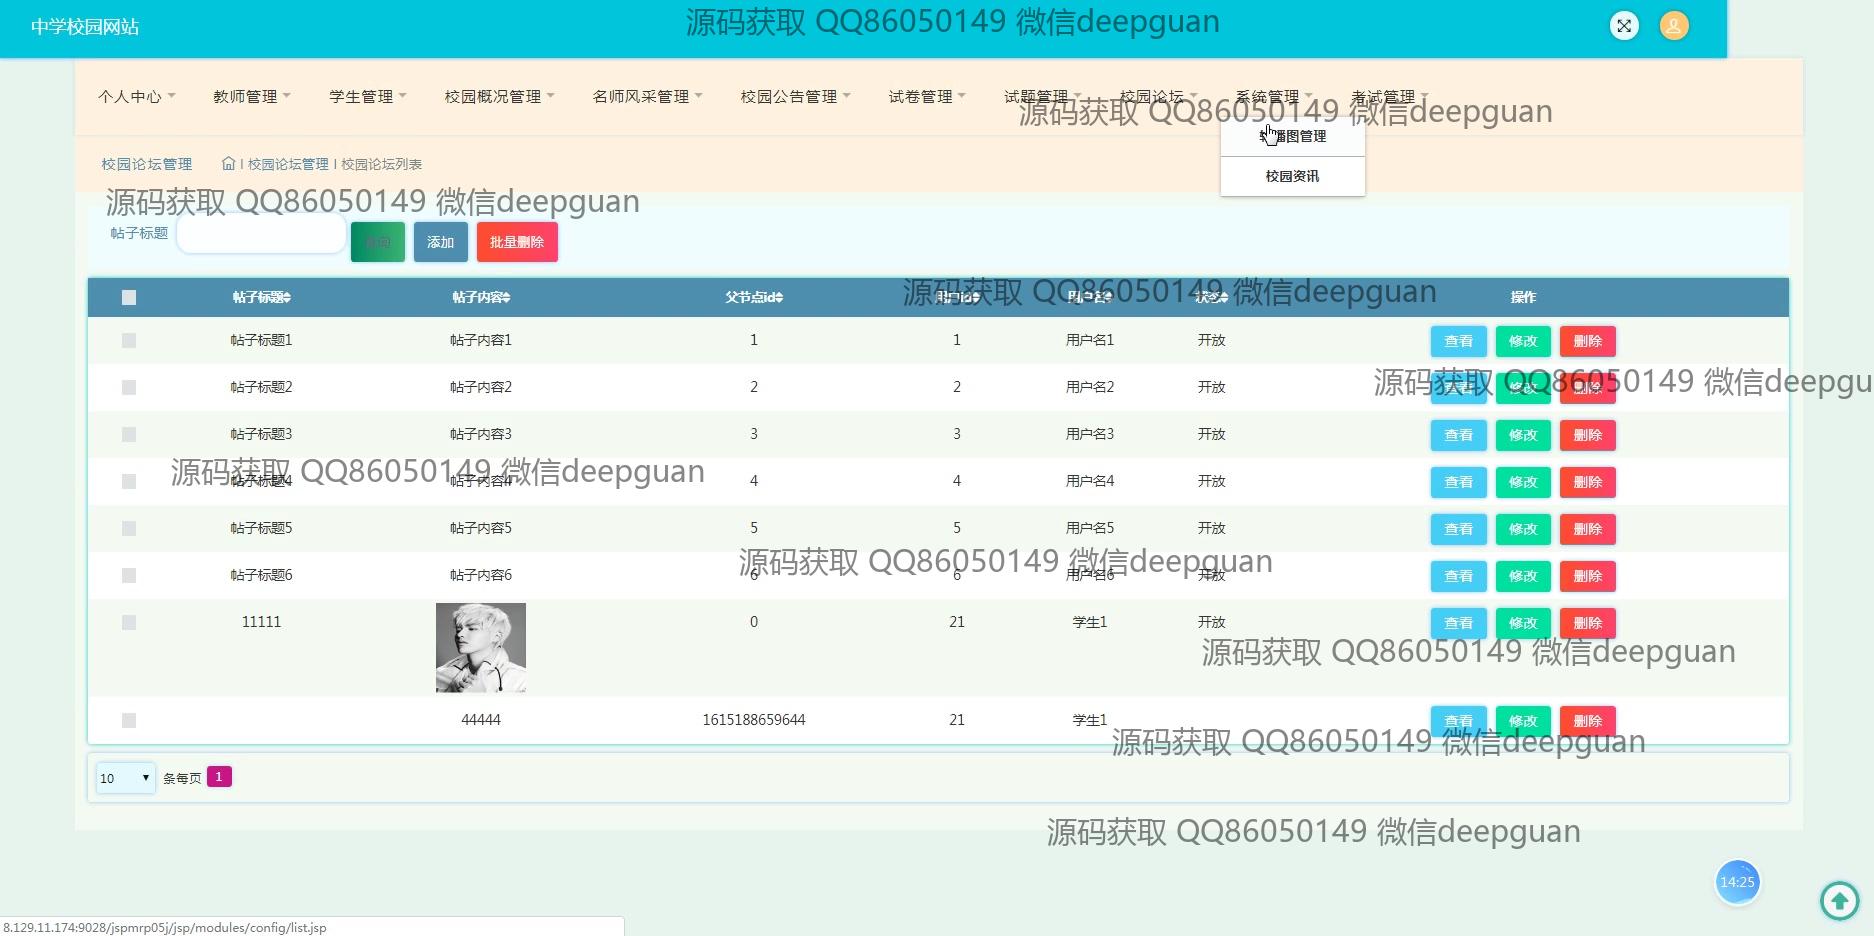 中学校园网站
源码获取 QQ86050149 微信deepguan
个人中心 教师管理 学生管理 校园概况管理 名师风采管理 校园公告管理 试卷管理 试题管理 校园论坛 系统管理 考试管理
源码获取 QQ86050149 微信deepguan
播图管理
校园资讯
校园论坛管理 | 校园论坛管理 | 校园论坛列表
源码获取 QQ86050149 微信deepguan
帖子标题 查询 添加 批量删除
帖子标题 帖子内容 父节点id 用户id 用户名 状态 操作
源码获取 QQ86050149 微信deepguan
帖子标题1 帖子内容1 1 1 用户名1 开放 查看 修改 删除
帖子标题2 帖子内容2 2 2 用户名2 开放 查看 修改 删除
源码获取 QQ86050149 微信deepgu
帖子标题3 帖子内容3 3 3 用户名3 开放 查看 修改 删除
帖子标题4 帖子内容4 4 4 用户名4 开放 查看 修改 删除
源码获取 QQ86050149 微信deepguan
帖子标题5 帖子内容5 5 5 用户名5 开放 查看 修改 删除
帖子标题6 帖子内容6 6 6 用户名6 开放 查看 修改 删除
源码获取 QQ86050149 微信deepguan
11111 0 21 学生1 开放 查看 修改 删除
源码获取 QQ86050149 微信deepguan
44444 1615188659644 21 学生1 查看 修改 删除
源码获取 QQ86050149 微信deepguan
10 条每页 1
源码获取 QQ86050149 微信deepguan
14:25
8.129.11.174:9028/jspmrp05j/jsp/modules/config/list.jsp